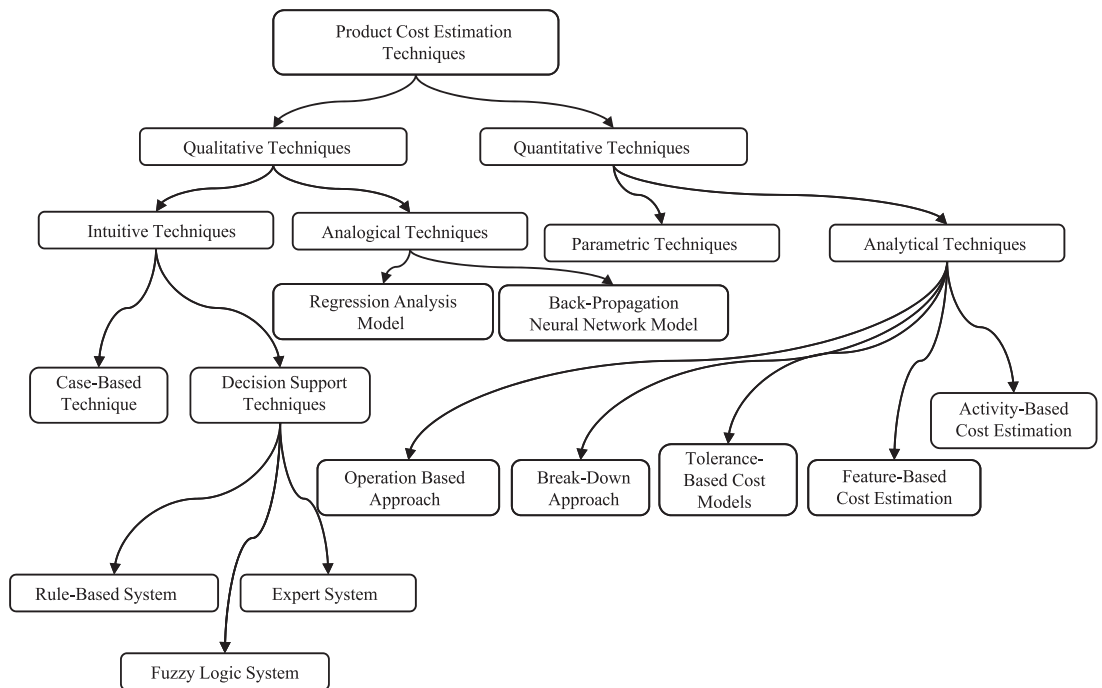 Product Cost Estimation
Techniques
Qualitative Techniques
Quantitative Techniques
Intuitive Techniques
Analogical Techniques
Parametric Techniques
Analytical Techniques
Regression Analysis
Model
Back-Propagation
Neural Network Model
Case-Based
Technique
Decision Support
Techniques
Activity-Based
Cost Estimation
Operation Based
Approach
Break-Down
Approach
Tolerance-
Based Cost
Models
Feature-Based
Cost Estimation
Rule-Based System
Expert System
Fuzzy Logic System